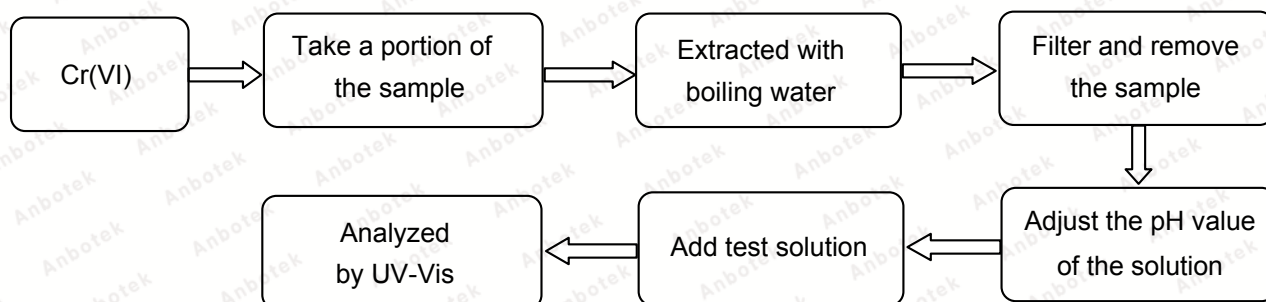 Cr(VI)
Take a portion of
the sample
Extracted with
boiling water
Filter and remove
the sample
Adjust the pH value
of the solution
Add test solution
Analyzed
by UV-Vis
Anbotek